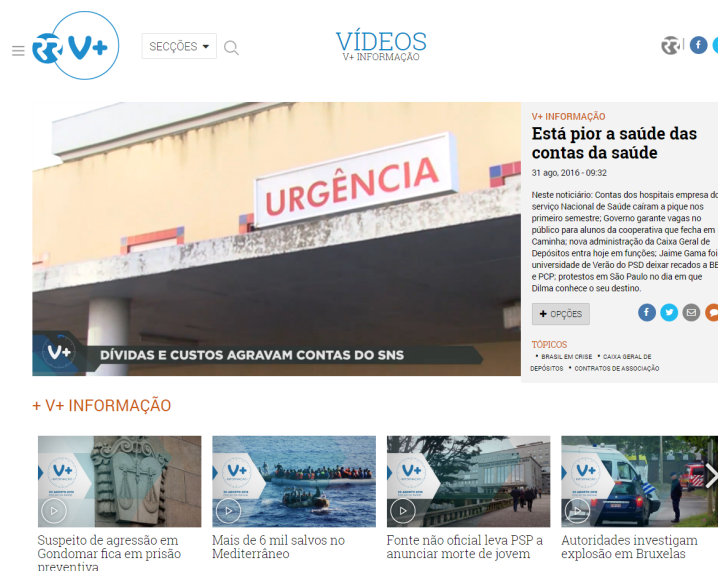 V+
SECÇÕES
VÍDEOS
V+ INFORMAÇÃO
V+ INFORMAÇÃO
Está pior a saúde das
contas da saúde
31 ago, 2016 - 09:32
Neste noticiário: Contas dos hospitais empresa do
serviço Nacional de Saúde caíram a pique nos
primeiro semestre; Governo garante vagas no
público para alunos da cooperativa que fecha em
Caminha; nova administração da Caixa Geral de
Depósitos entra hoje em funções; Jaime Gama foi
universidade de Verão do PSD deixar recados a BE
e PCP; protestos em São Paulo no dia em que
Dilma conhece o seu destino.
+ OPÇÕES
TÓPICOS
• BRASIL EM CRISE • CAIXA GERAL DE
DEPÓSITOS • CONTRATOS DE ASSOCIAÇÃO
URGÊNCIA
V+ DÍVIDAS E CUSTOS AGRAVAM CONTAS DO SNS
+ V+ INFORMAÇÃO
V+
V+
V+
V+
Suspeito de agressão em
Gondomar fica em prisão
preventiva
Mais de 6 mil salvos no
Mediterrâneo
Fonte não oficial leva PSP a
anunciar morte de jovem
Autoridades investigam
explosão em Bruxelas